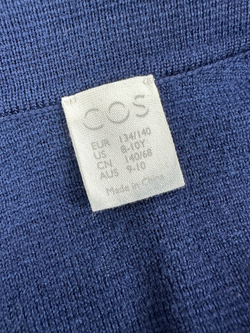 COS
EUR 134/140
US 8-10Y
CN 140/68
AUS 9-10
Made in China